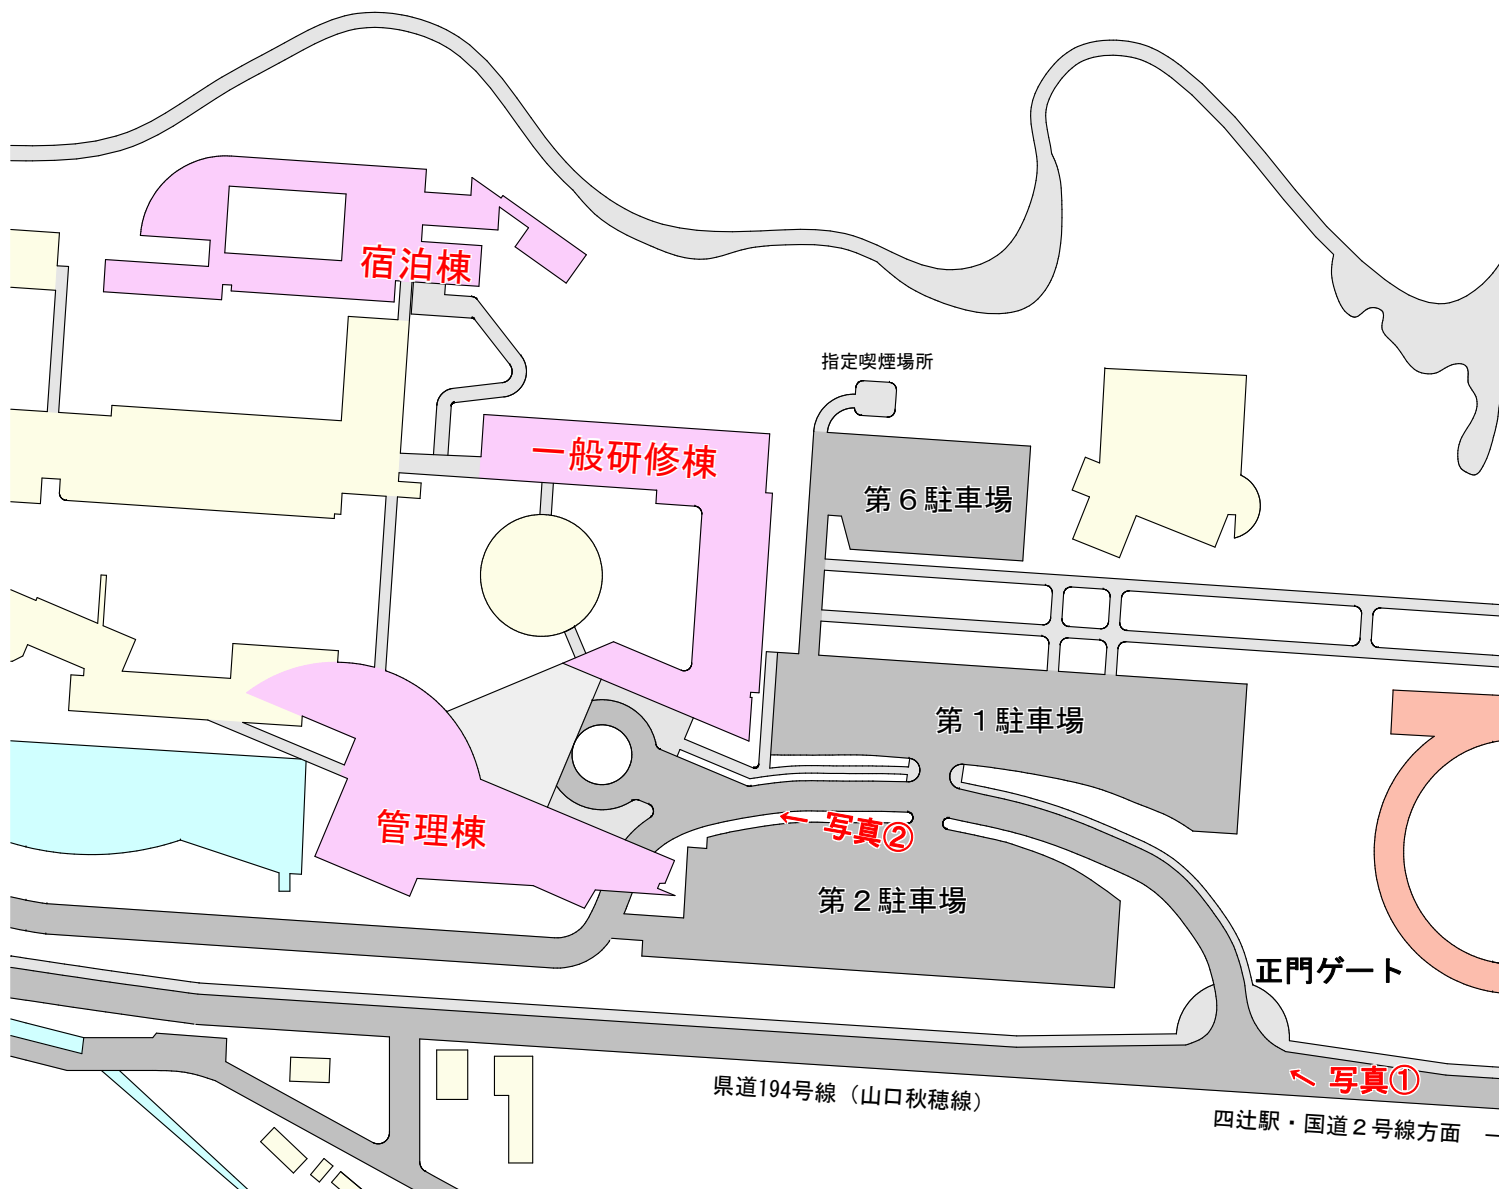 宿泊棟
指定喫煙場所
一般研修棟
第６駐車場
第１駐車場
管理棟
← 写真②
第２駐車場
正門ゲート
← 写真①
県道194号線（山口秋穂線）
四辻駅・国道２号線方面